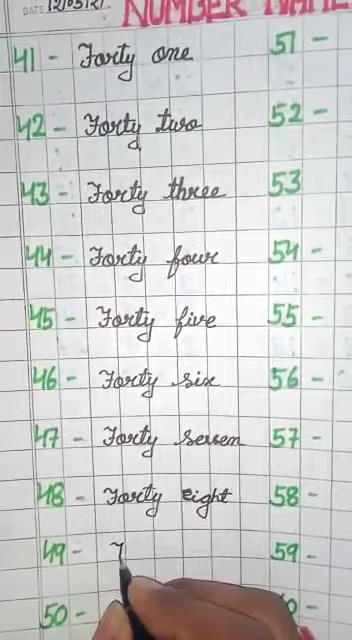 DATE
NUMBER NAME
41 - Forty one 51 -
42 - Forty two 52 -
43 - Forty three 53
44 - Forty four 54 -
45 - Forty five 55 -
46 - Forty six 56 -
47 - Forty seven 57 -
48 - Forty eight 58 -
49 - 59 -
50 -